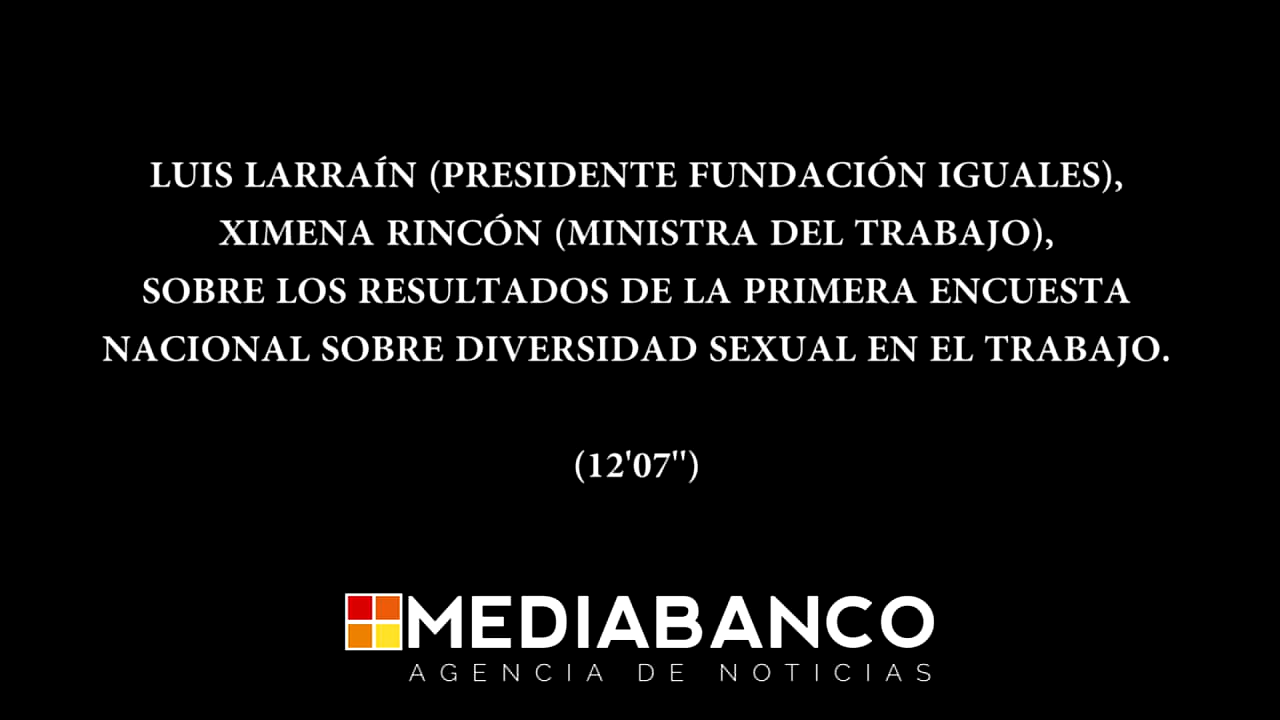 LUIS LARRAÍN (PRESIDENTE FUNDACIÓN IGUALES),
XIMENA RINCÓN (MINISTRA DEL TRABAJO),
SOBRE LOS RESULTADOS DE LA PRIMERA ENCUESTA
NACIONAL SOBRE DIVERSIDAD SEXUAL EN EL TRABAJO.
(12'07'')
MEDIABANCO
AGENCIA DE NOTICIAS